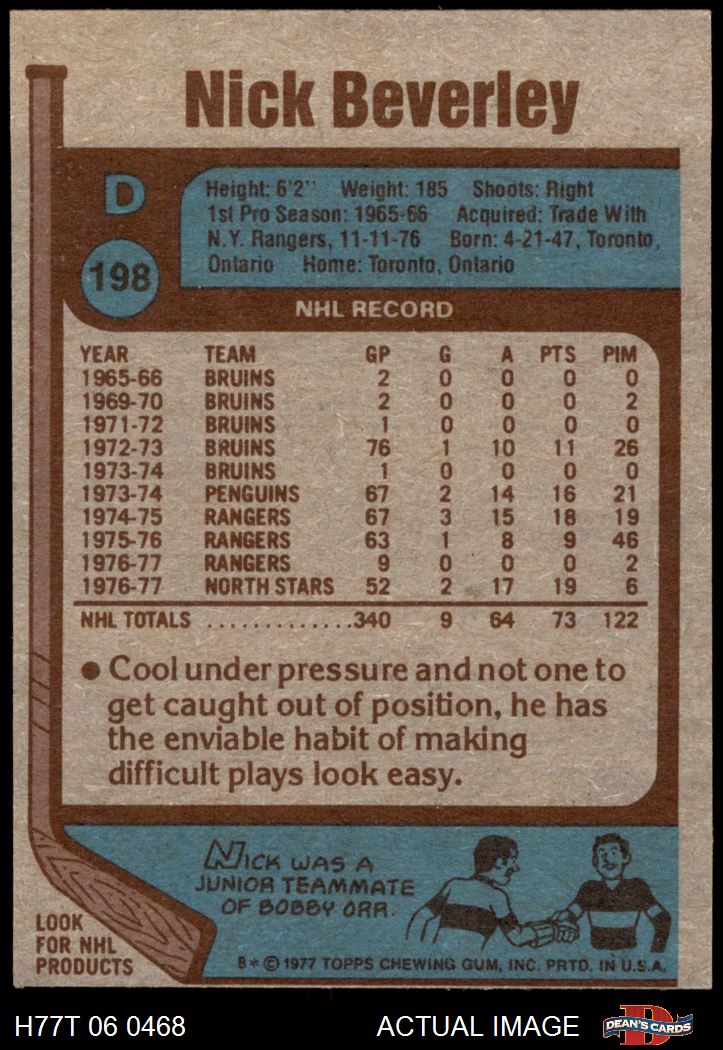 Nick Beverley
D
198
Height: 6'2" Weight: 185 Shoots: Right
1st Pro Season: 1965-66 Acquired: Trade With
N.Y. Rangers, 11-11-76 Born: 4-21-47, Toronto,
Ontario Home: Toronto, Ontario
NHL RECORD
YEAR TEAM GP G A PTS PIM
1965-66 BRUINS 2 0 0 0 0
1969-70 BRUINS 2 0 0 0 2
1971-72 BRUINS 1 0 0 0 0
1972-73 BRUINS 76 1 10 11 26
1973-74 BRUINS 1 0 0 0 0
1973-74 PENGUINS 67 2 14 16 21
1974-75 RANGERS 67 3 15 18 19
1975-76 RANGERS 63 1 8 9 46
1976-77 RANGERS 9 0 0 0 2
1976-77 NORTH STARS 52 2 17 19 6
NHL TOTALS .............340 9 64 73 122
● Cool under pressure and not one to
get caught out of position, he has
the enviable habit of making
difficult plays look easy.
NICK WAS A
JUNIOR TEAMMATE
OF BOBBY ORR.
LOOK
FOR NHL
PRODUCTS
B* © 1977 TOPPS CHEWING GUM, INC. PRTD. IN U.S.A.
H77T 06 0468 ACTUAL IMAGE
D
DEAN'S CARDS